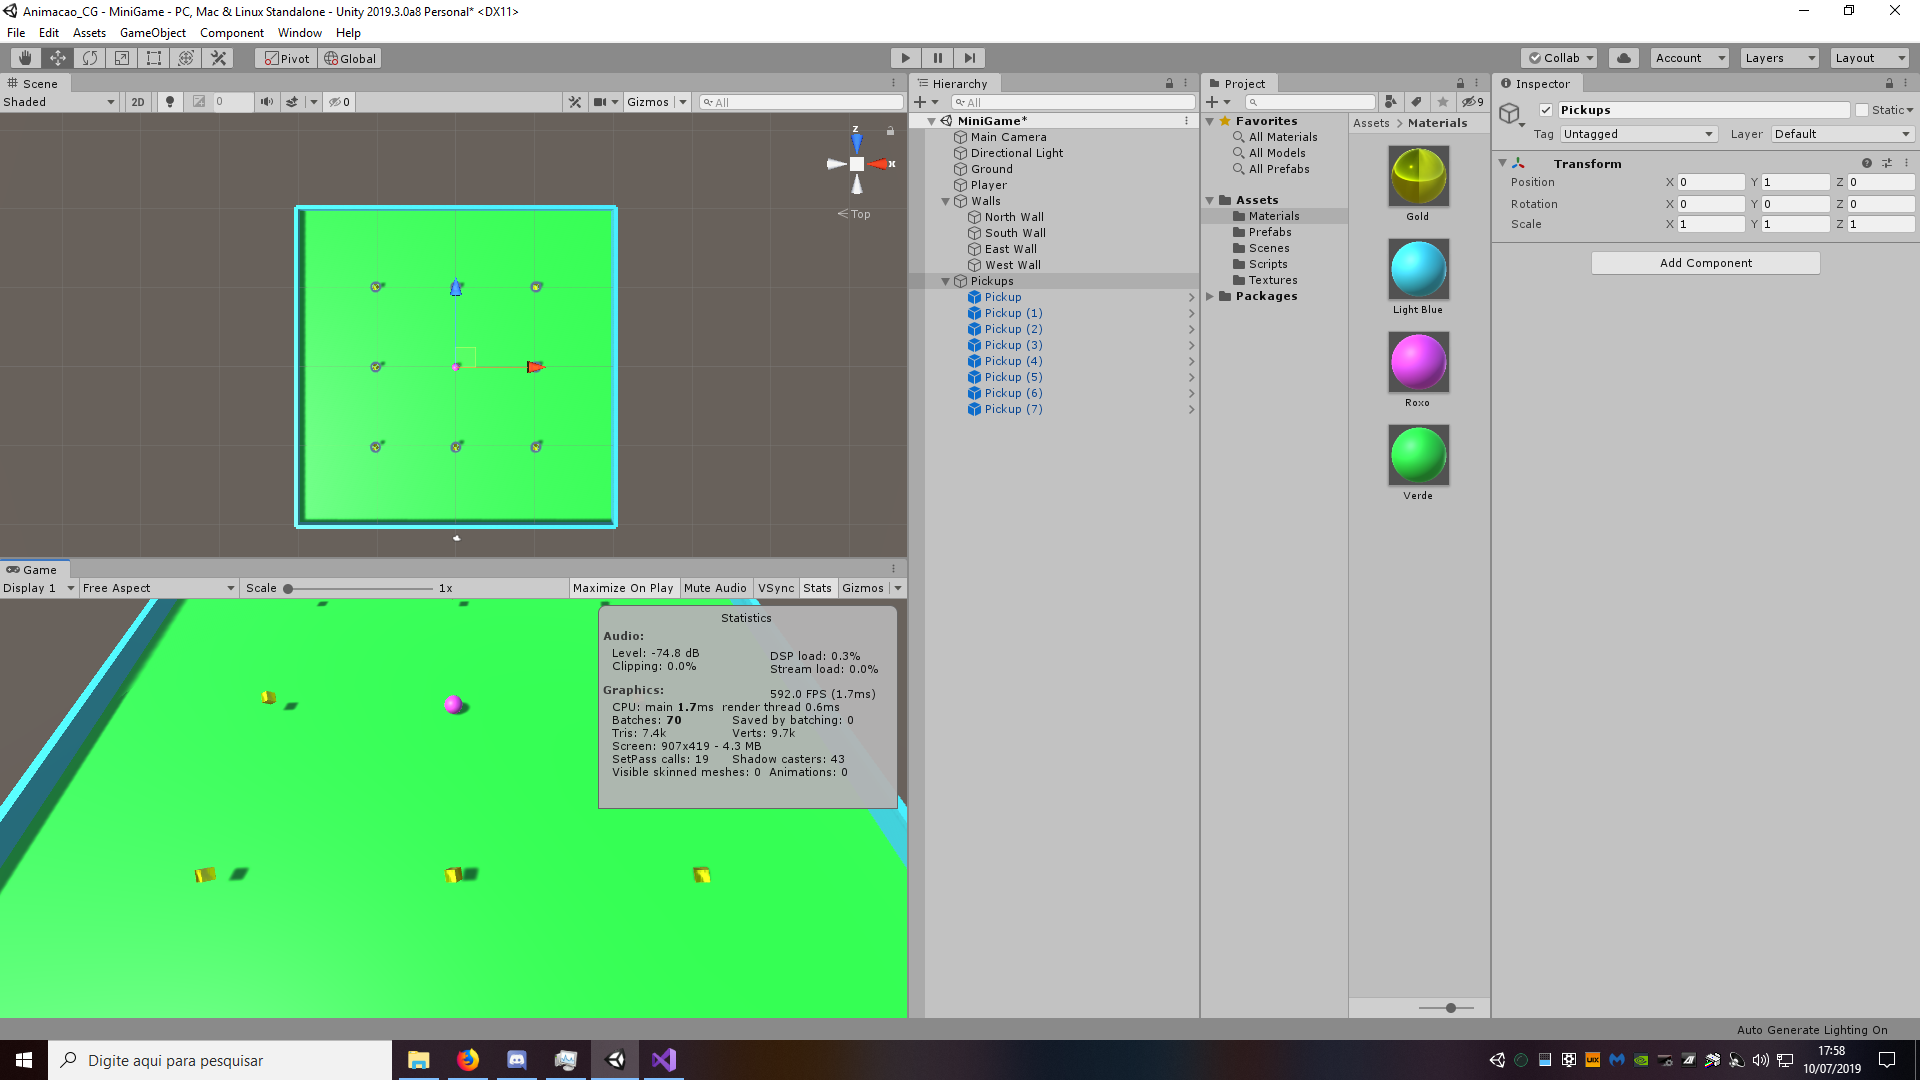 Animacao_CG - MiniGame - PC, Mac & Linux Standalone - Unity 2019.3.0a8 Personal* <DX11>
File Edit Assets GameObject Component Window Help
Pivot Global Collab Account Layers Layout
Scene
Shaded 2D 0 0 Gizmos All
z
x
Top
Game
Display 1 Free Aspect Scale 1x Maximize On Play Mute Audio VSync Stats Gizmos
Statistics
Audio:
Level: -74.8 dB DSP load: 0.3%
Clipping: 0.0% Stream load: 0.0%
Graphics: 592.0 FPS (1.7ms)
CPU: main 1.7ms render thread 0.6ms
Batches: 70 Saved by batching: 0
Tris: 7.4k Verts: 9.7k
Screen: 907x419 - 4.3 MB
SetPass calls: 19 Shadow casters: 43
Visible skinned meshes: 0 Animations: 0
Hierarchy
All
MiniGame*
Main Camera
Directional Light
Ground
Player
Walls
North Wall
South Wall
East Wall
West Wall
Pickups
Pickup
Pickup (1)
Pickup (2)
Pickup (3)
Pickup (4)
Pickup (5)
Pickup (6)
Pickup (7)
Project
9
Favorites
All Materials
All Models
All Prefabs
Assets
Materials
Prefabs
Scenes
Scripts
Textures
Packages
Assets > Materials
Gold
Light Blue
Roxo
Verde
Inspector
Pickups Static
Tag Untagged Layer Default
Transform
Position X 0 Y 1 Z 0
Rotation X 0 Y 0 Z 0
Scale X 1 Y 1 Z 1
Add Component
Auto Generate Lighting On
Digite aqui para pesquisar
17:58
10/07/2019